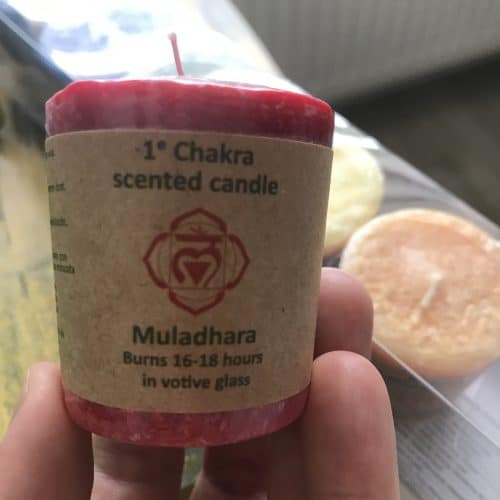 1° Chakra
scented candle
Muladhara
Burns 16-18 hours
in votive glass